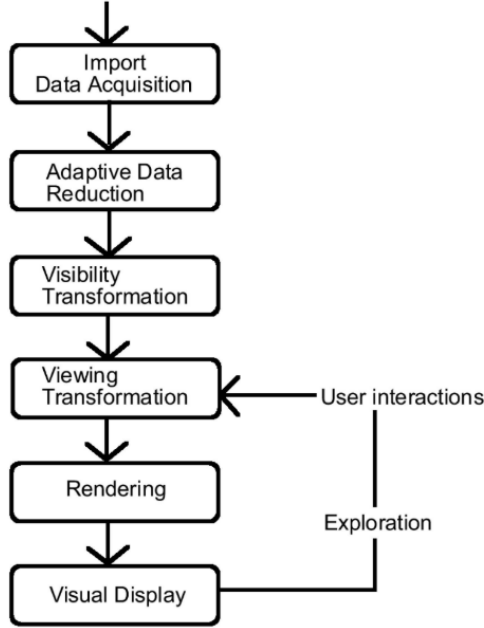 Import
Data Acquisition
Adaptive Data
Reduction
Visibility
Transformation
Viewing
Transformation
User interactions
Rendering
Exploration
Visual Display